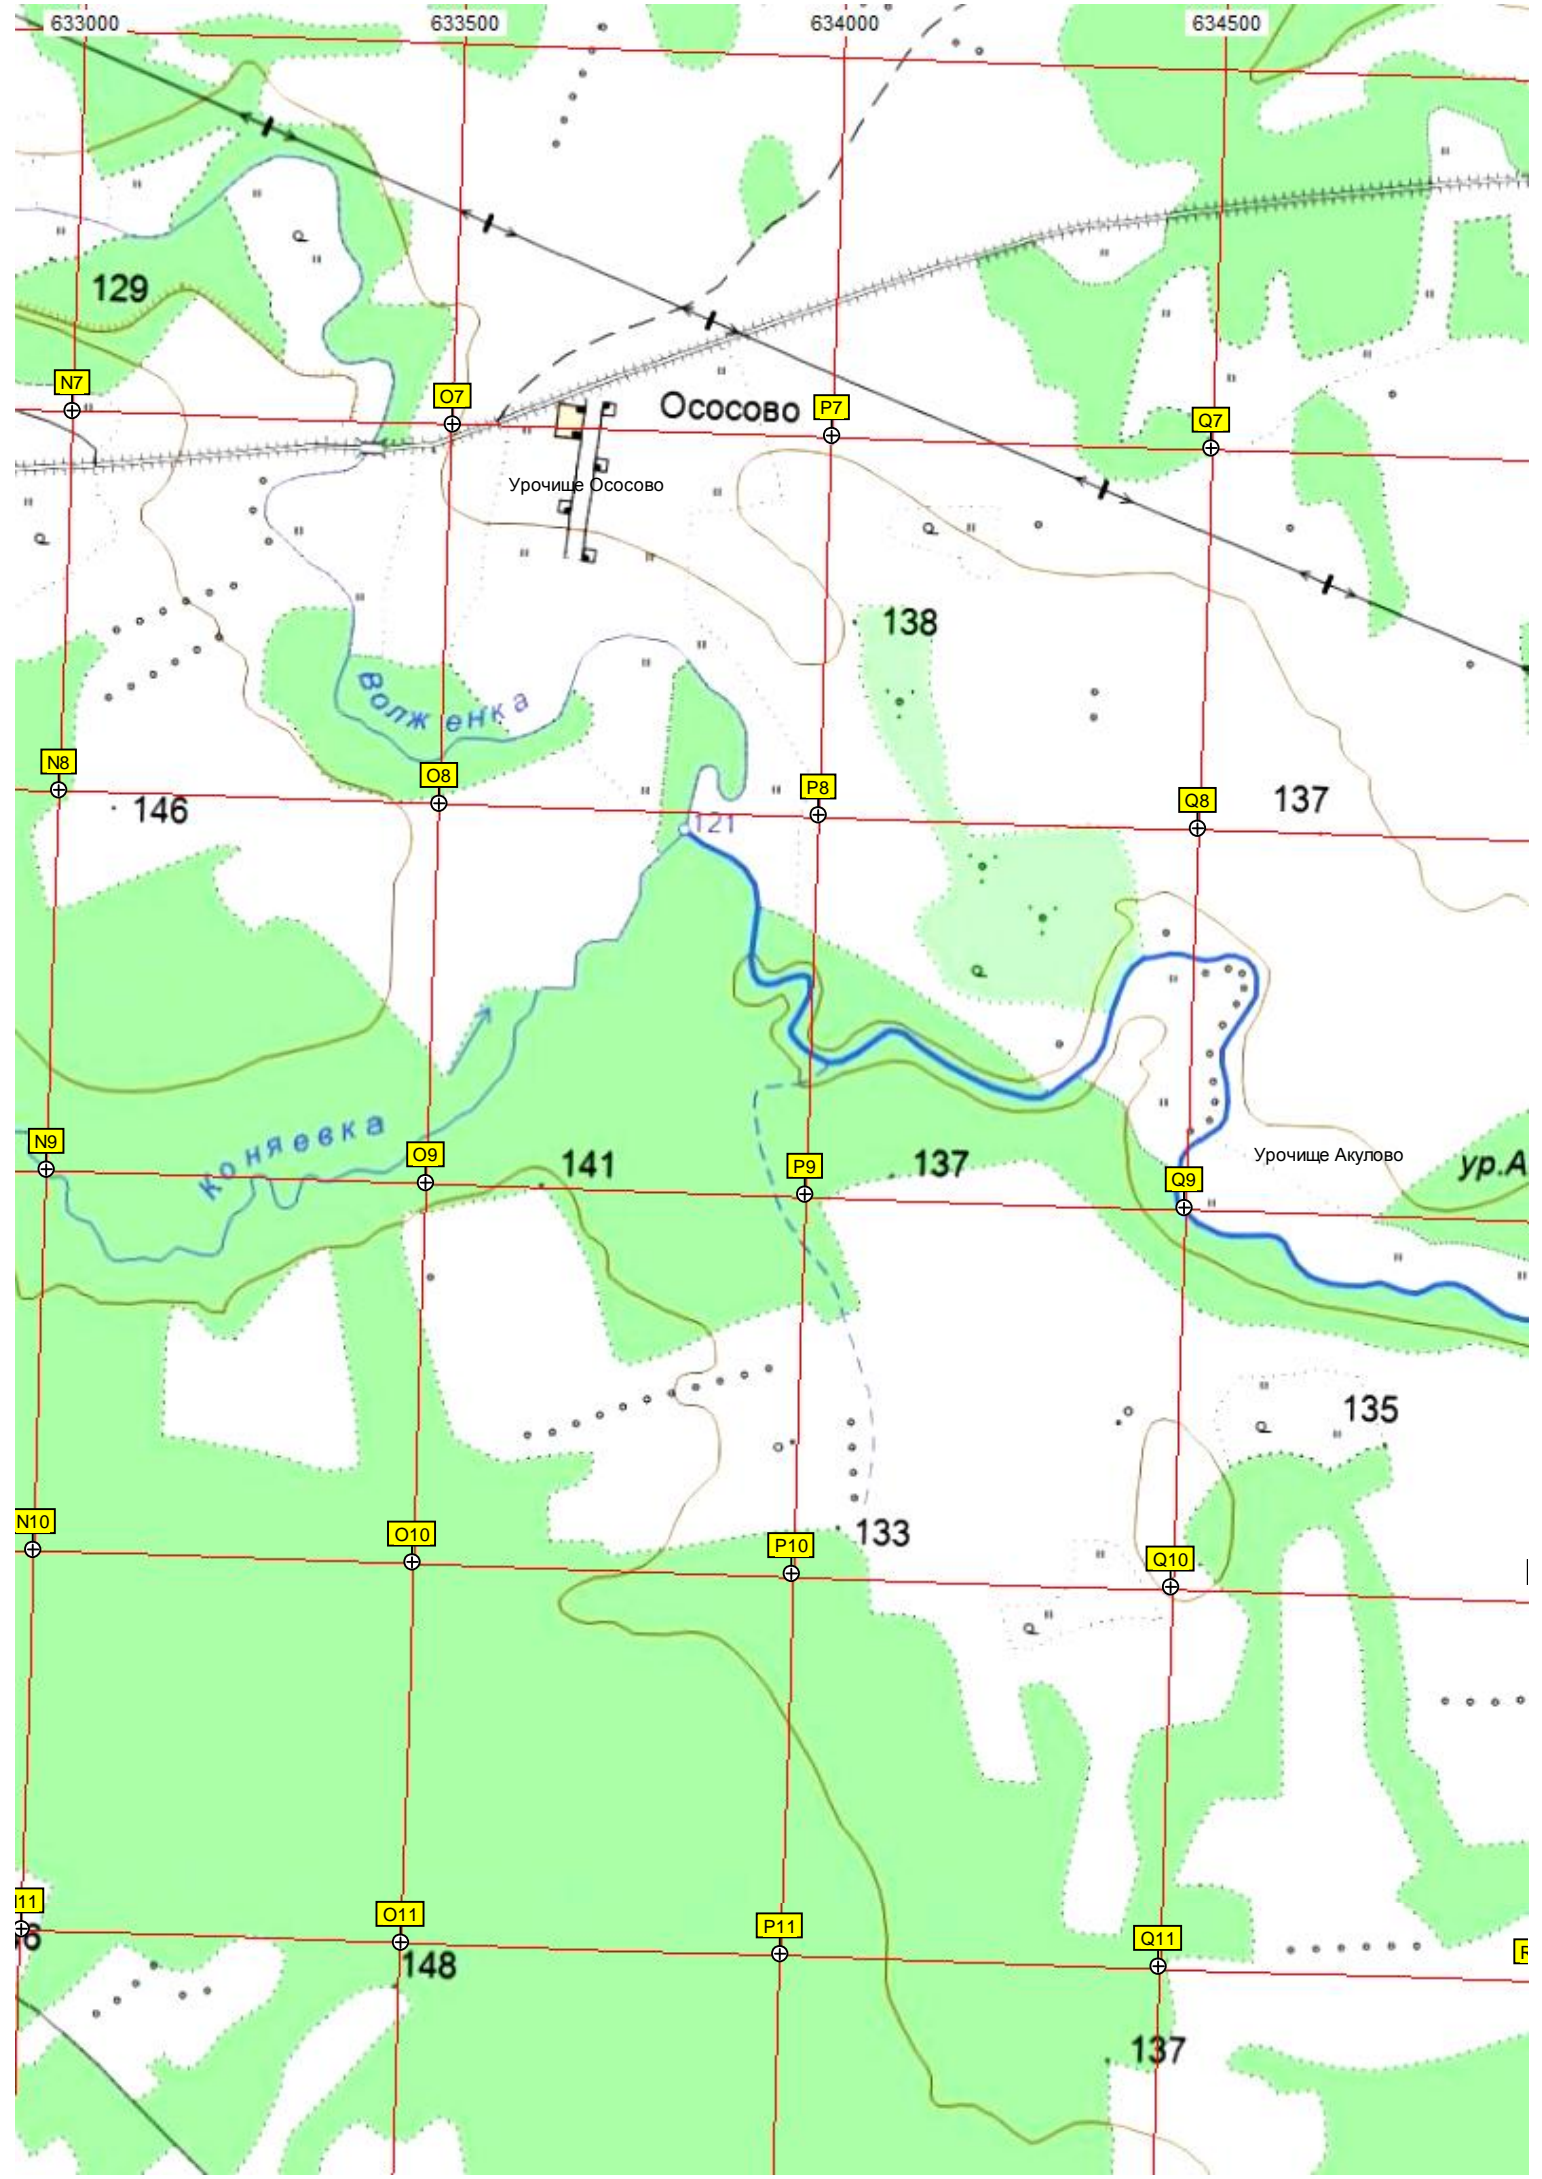 633000 633500 634000 634500
129
N7 O7 Ососово P7 Q7
Урочище Ососово
138
Волженка
N8 O8 P8 Q8 137
146
121
Коняевка
N9 O9 141 P9 137 Q9 Урочище Акулово ур.А
135
N10 O10 P10 133 Q10
11 O11 P11 Q11
148
137